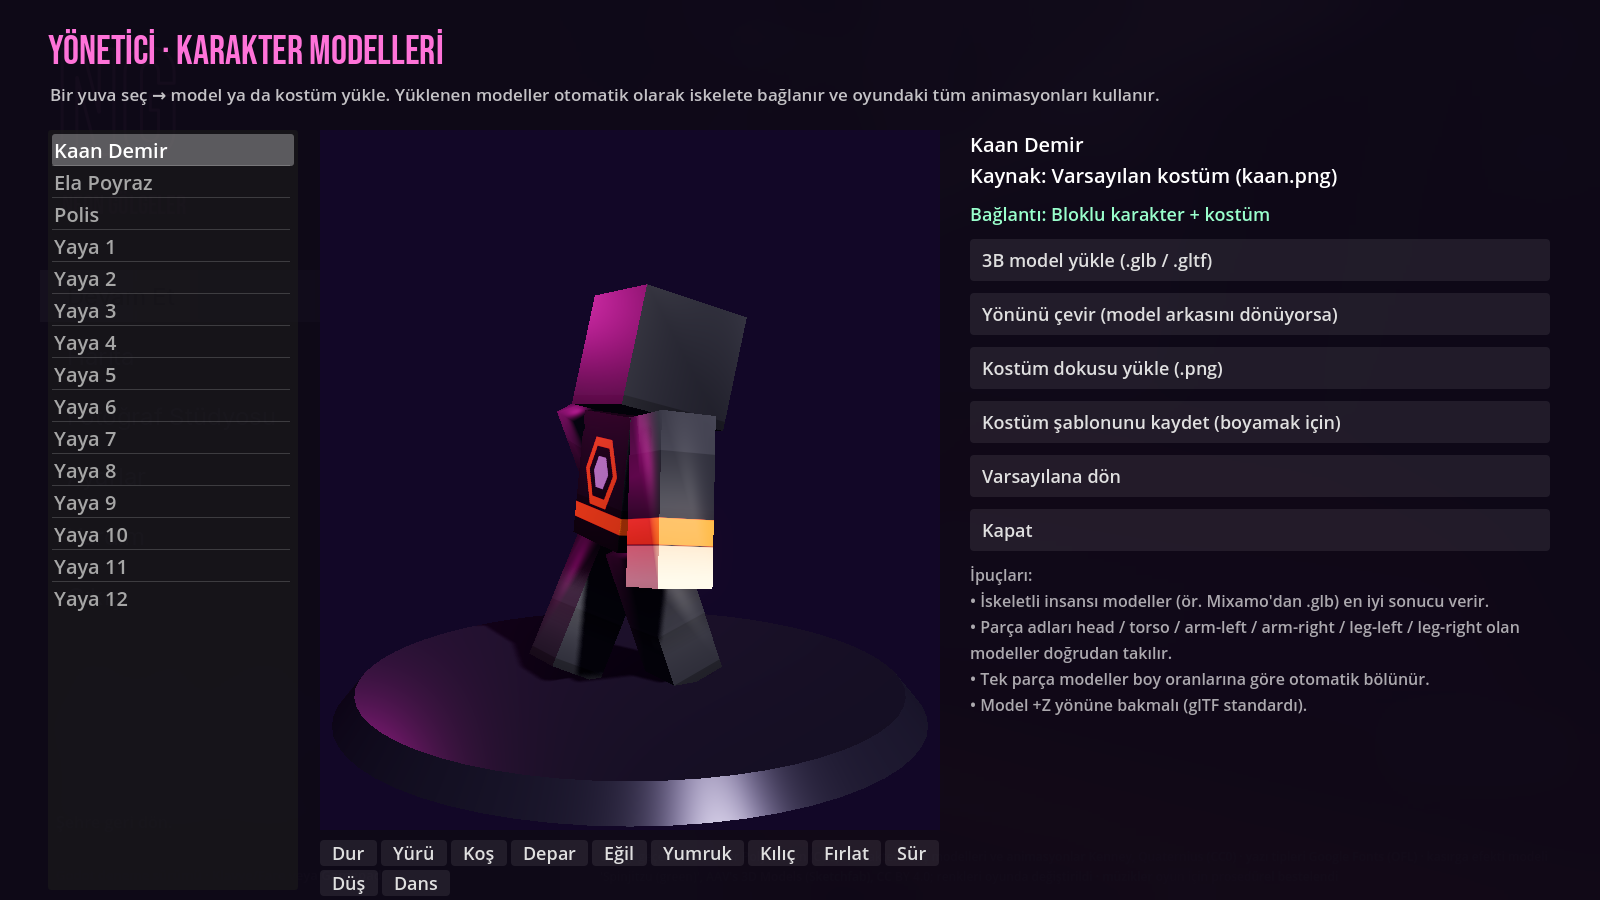 YÖNETİCİ · KARAKTER MODELLERİ
Bir yuva seç → model ya da kostüm yükle. Yüklenen modeller otomatik olarak iskelete bağlanır ve oyundaki tüm animasyonları kullanır.
Kaan Demir
Ela Poyraz
Polis
Yaya 1
Yaya 2
Yaya 3
Yaya 4
Yaya 5
Yaya 6
Yaya 7
Yaya 8
Yaya 9
Yaya 10
Yaya 11
Yaya 12
Dur Yürü Koş Depar Eğil Yumruk Kılıç Fırlat Sür
Düş Dans
Kaan Demir
Kaynak: Varsayılan kostüm (kaan.png)
Bağlantı: Bloklu karakter + kostüm
3B model yükle (.glb / .gltf)
Yönünü çevir (model arkasını dönüyorsa)
Kostüm dokusu yükle (.png)
Kostüm şablonunu kaydet (boyamak için)
Varsayılana dön
Kapat
İpuçları:
• İskeletli insansı modeller (ör. Mixamo'dan .glb) en iyi sonucu verir.
• Parça adları head / torso / arm-left / arm-right / leg-left / leg-right olan
modeller doğrudan takılır.
• Tek parça modeller boy oranlarına göre otomatik bölünür.
• Model +Z yönüne bakmalı (glTF standardı).